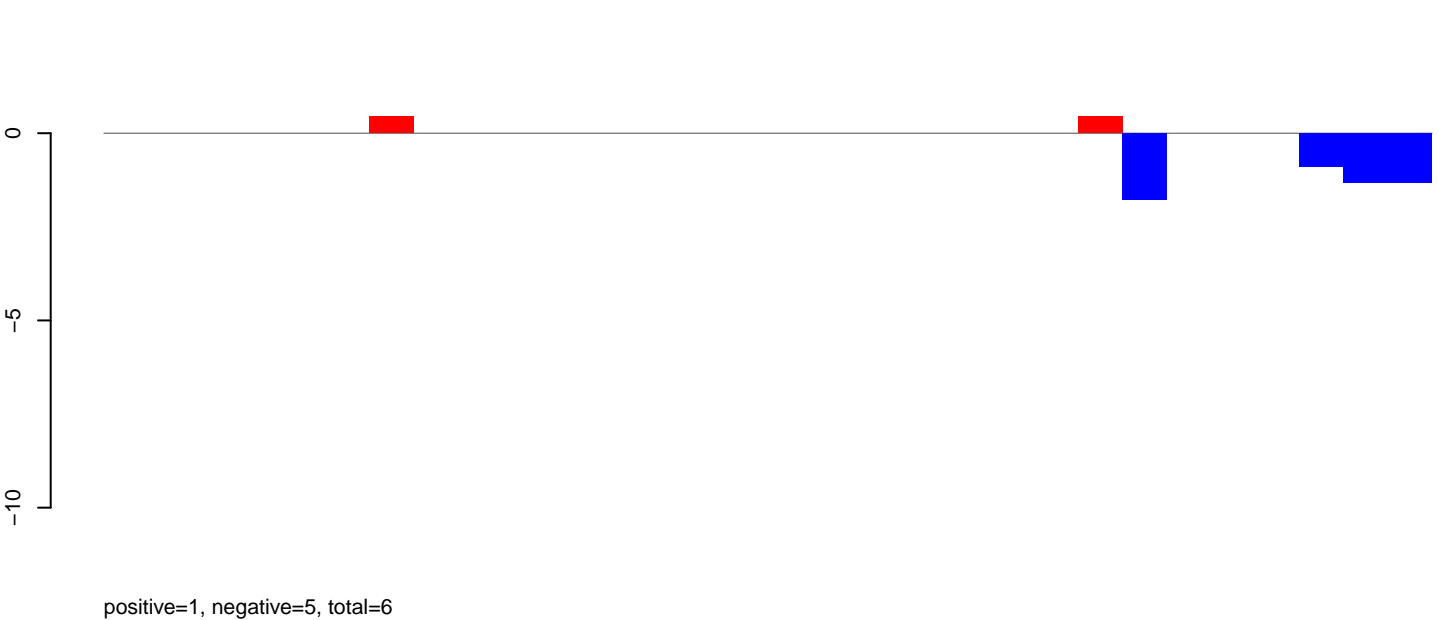 0
−5
−10
positive=1, negative=5, total=6